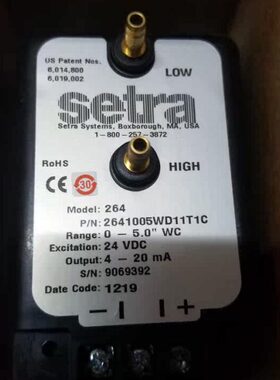 US Patent Nos.
6,014,800
6,019,002
LOW
setra
Setra Systems, Boxborough, MA, USA
1-800-257-3872
RoHS
HIGH
CE 30
Model: 264
P/N: 2641005WD11T1C
Range: 0 - 5.0" WC
Excitation: 24 VDC
Output: 4 - 20 mA
S/N: 9069392
Date Code: 1219
- +